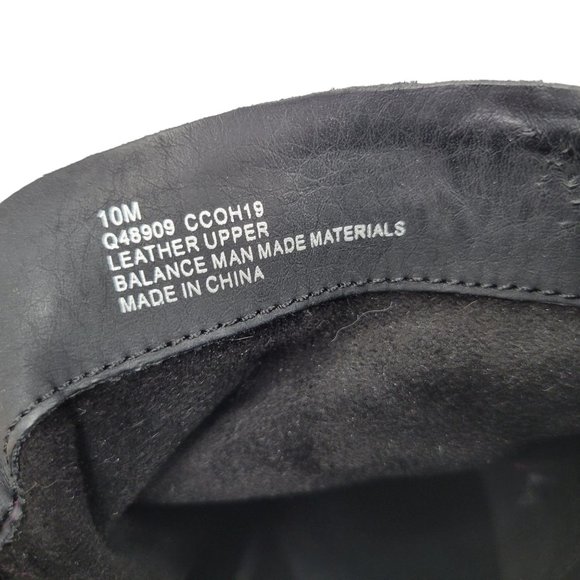 10M
Q48909 CCOH19
LEATHER UPPER
BALANCE MAN MADE MATERIALS
MADE IN CHINA